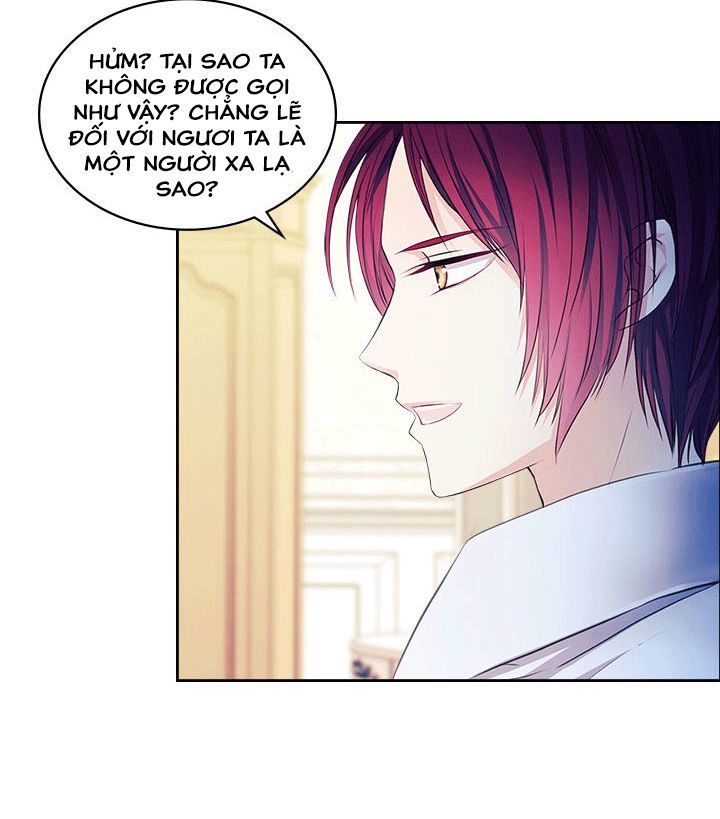 HỬM? TẠI SAO TA
KHÔNG ĐƯỢC GỌI
NHƯ VẬY? CHẲNG LẼ
ĐỐI VỚI NGƯƠI TA LÀ
MỘT NGƯỜI XA LẠ
SAO?